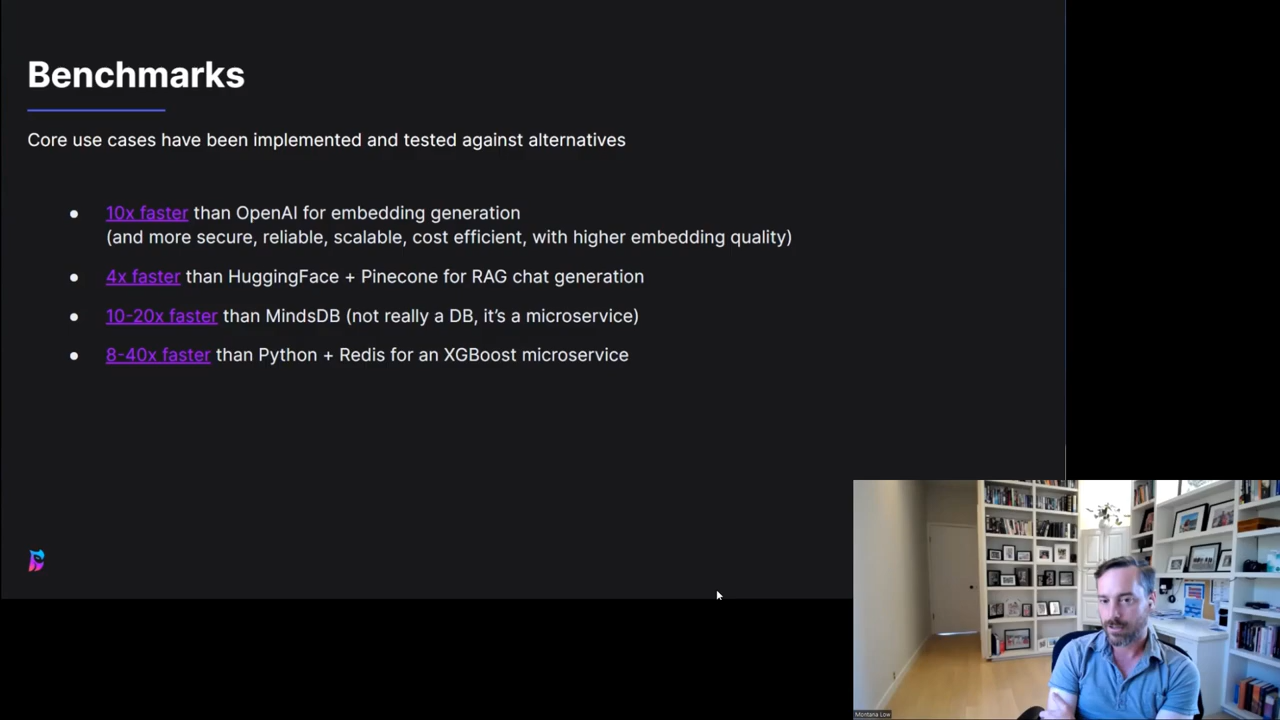 Benchmarks
Core use cases have been implemented and tested against alternatives
● 10x faster than OpenAI for embedding generation
(and more secure, reliable, scalable, cost efficient, with higher embedding quality)
● 4x faster than HuggingFace + Pinecone for RAG chat generation
● 10-20x faster than MindsDB (not really a DB, it’s a microservice)
● 8-40x faster than Python + Redis for an XGBoost microservice
Montana Low